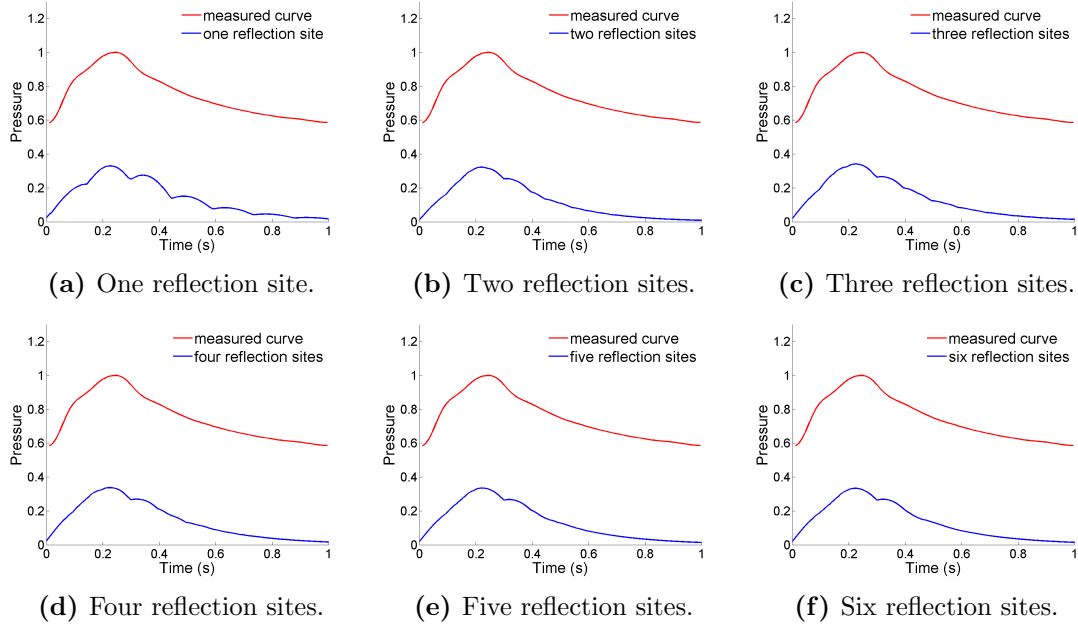 1.2
1
0.8
0.6
0.4
0.2
0
Pressure
measured curve
one reflection site
0 0.2 0.4 0.6 0.8 1
Time (s)
(a) One reflection site.
1.2
1
0.8
0.6
0.4
0.2
0
Pressure
measured curve
two reflection sites
0 0.2 0.4 0.6 0.8 1
Time (s)
(b) Two reflection sites.
1.2
1
0.8
0.6
0.4
0.2
0
Pressure
measured curve
three reflection sites
0 0.2 0.4 0.6 0.8 1
Time (s)
(c) Three reflection sites.
1.2
1
0.8
0.6
0.4
0.2
0
Pressure
measured curve
four reflection sites
0 0.2 0.4 0.6 0.8 1
Time (s)
(d) Four reflection sites.
1.2
1
0.8
0.6
0.4
0.2
0
Pressure
measured curve
five reflection sites
0 0.2 0.4 0.6 0.8 1
Time (s)
(e) Five reflection sites.
1.2
1
0.8
0.6
0.4
0.2
0
Pressure
measured curve
six reflection sites
0 0.2 0.4 0.6 0.8 1
Time (s)
(f) Six reflection sites.